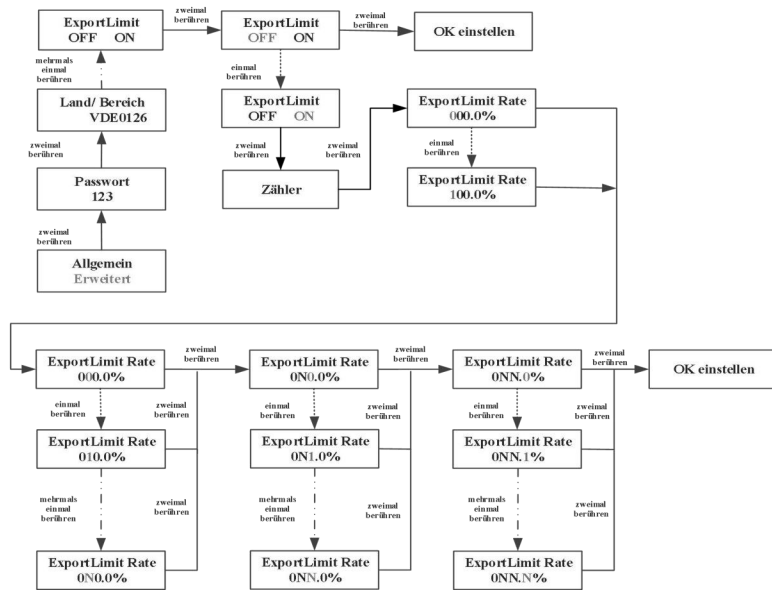 ExportLimit
OFF ON
zweimal
berühren
ExportLimit
OFF ON
zweimal
berühren
OK einstellen
mehrmals
einmal
berühren
einmal
berühren
Land/ Bereich
VDE0126
ExportLimit
OFF ON
ExportLimit Rate
000.0%
zweimal
berühren
zweimal
berühren
zweimal
berühren
einmal
berühren
Passwort
123
Zähler
ExportLimit Rate
100.0%
zweimal
berühren
Allgemein
Erweitert
ExportLimit Rate
000.0%
zweimal
berühren
ExportLimit Rate
0N0.0%
zweimal
berühren
ExportLimit Rate
0NN.0%
zweimal
berühren
OK einstellen
einmal
berühren
zweimal
berühren
einmal
berühren
zweimal
berühren
einmal
berühren
zweimal
berühren
ExportLimit Rate
010.0%
ExportLimit Rate
0N1.0%
ExportLimit Rate
0NN.1%
mehrmals
einmal
berühren
zweimal
berühren
mehrmals
einmal
berühren
zweimal
berühren
mehrmals
einmal
berühren
zweimal
berühren
ExportLimit Rate
0N0.0%
ExportLimit Rate
0NN.0%
ExportLimit Rate
0NN.N%